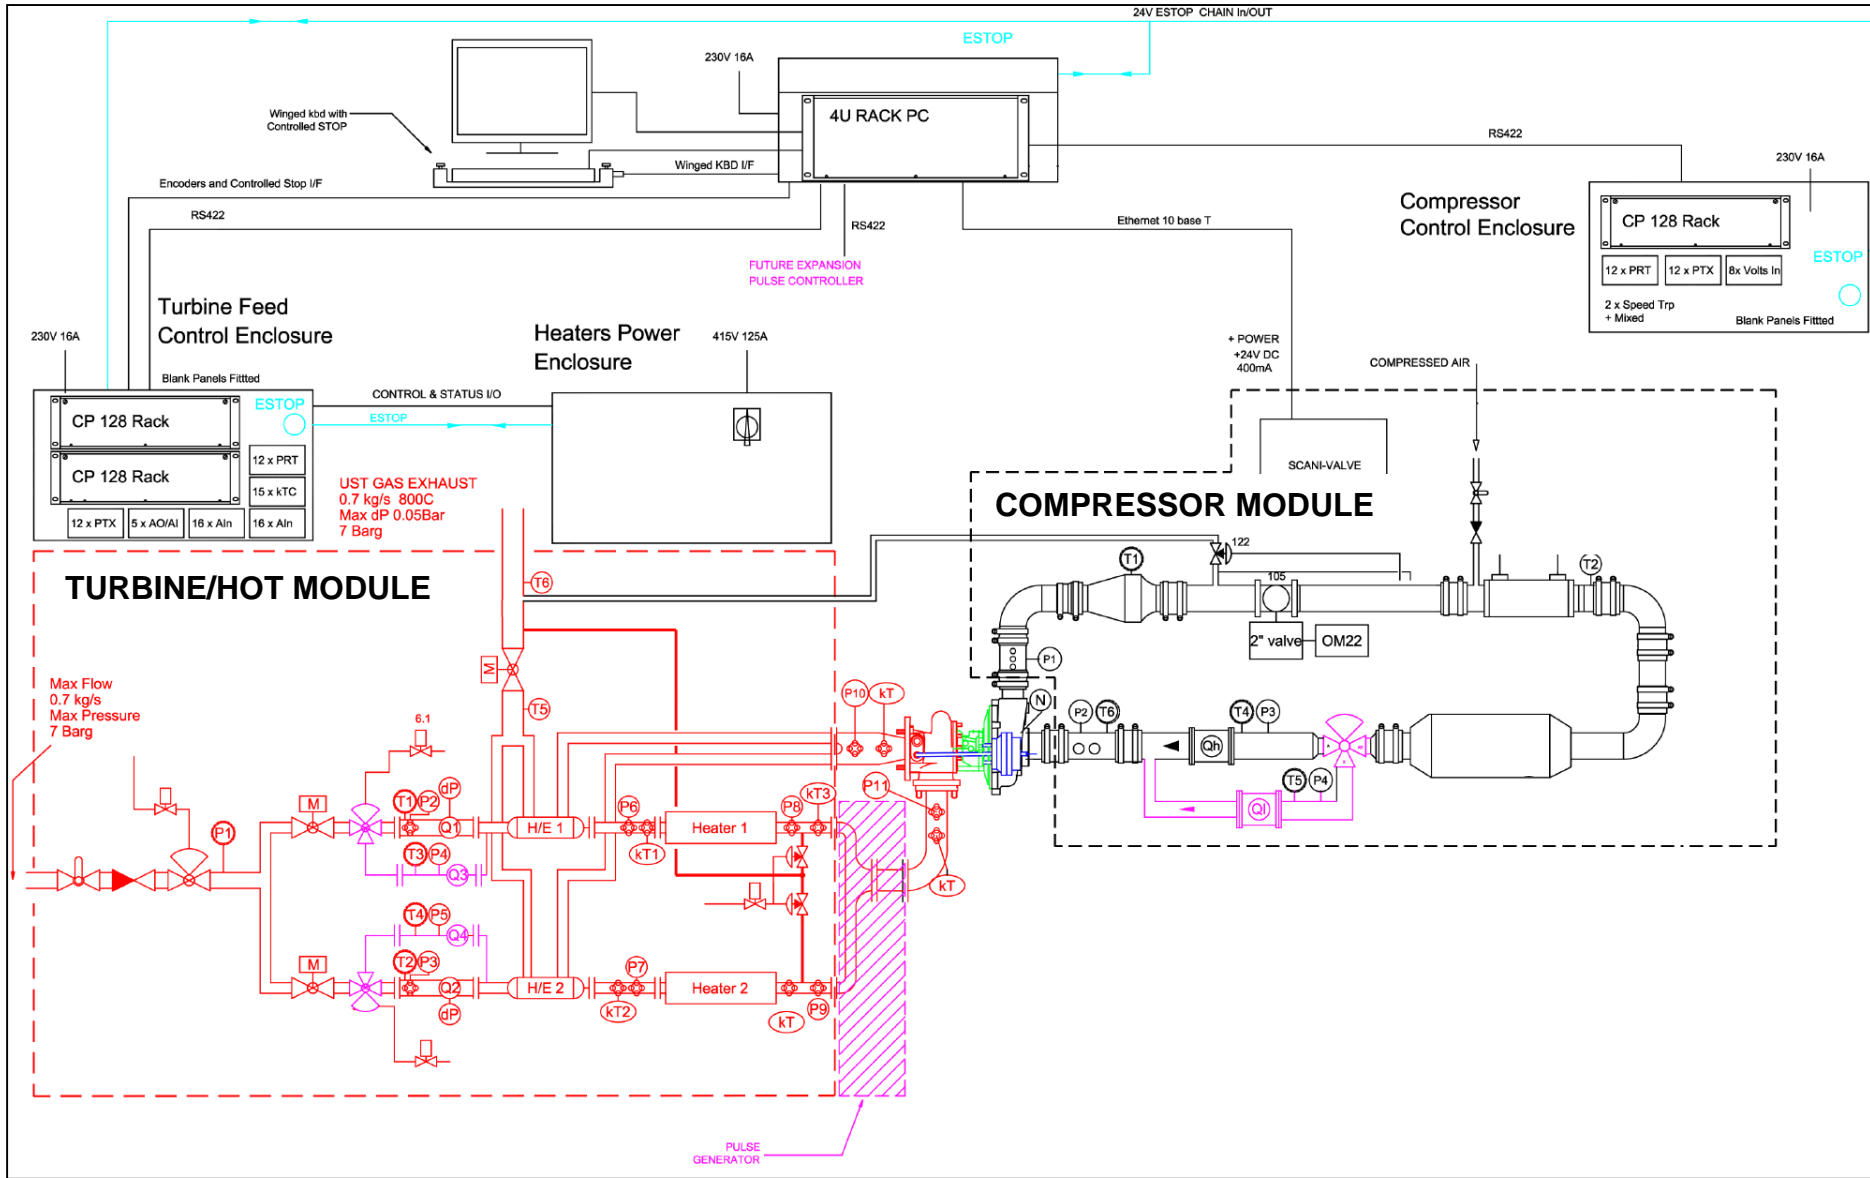 24V ESTOP CHAIN In/OUT
ESTOP
230V 16A
4U RACK PC
Winged kbd with
Controlled STOP
Winged KBD I/F
RS422
230V 16A
Encoders and Controlled Stop I/F
RS422
RS422
Ethernet 10 base T
FUTURE EXPANSION
PULSE CONTROLLER
Compressor
Control Enclosure
CP 128 Rack
ESTOP
12 x PRT
12 x PTX
8x Volts In
2 x Speed Trp
+ Mixed
Blank Panels Fittted
Turbine Feed
Control Enclosure
230V 16A
Blank Panels Fittted
Heaters Power
Enclosure
415V 125A
CP 128 Rack
ESTOP
CP 128 Rack
12 x PRT
15 x kTC
12 x PTX
5 x AO/AI
16 x AIn
16 x AIn
CONTROL & STATUS I/O
ESTOP
+ POWER
+24V DC
400mA
COMPRESSED AIR
SCANI-VALVE
UST GAS EXHAUST
0.7 kg/s 800C
Max dP 0.05Bar
7 Barg
COMPRESSOR MODULE
TURBINE/HOT MODULE
T6
122
T1
105
T2
2" valve
OM22
P1
M
T5
Max Flow
0.7 kg/s
Max Pressure
7 Barg
6.1
P10
kT
N
P2
T6
Qh
T4
P3
T5
P4
Ql
P11
dP
M
T1
P2
Q1
H/E 1
P6
kT1
Heater 1
P8
kT3
P1
T3
P4
Q3
kT
T4
P5
Q4
M
T2
P3
Q2
dP
H/E 2
P7
kT2
Heater 2
kT
P9
PULSE
GENERATOR